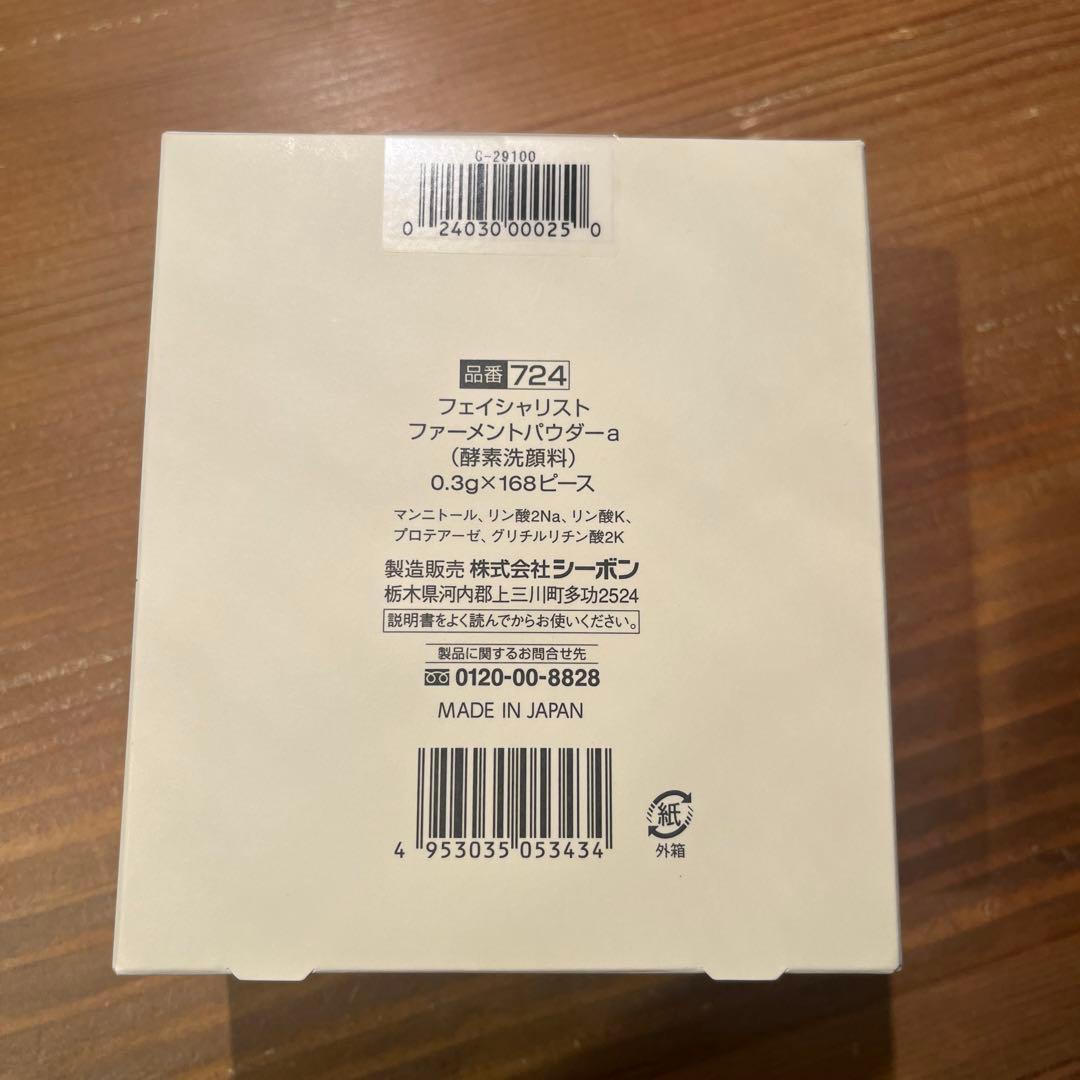 C-29100
0 24030 00025 0
品番 724
フェイシャリスト
ファーメントパウダーa
(酵素洗顔料)
0.3g×168ピース
マンニトール、リン酸2Na、リン酸K、
プロテアーゼ、グリチルリチン酸2K
製造販売 株式会社シーボン
栃木県河内郡上三川町多功2524
説明書をよく読んでからお使いください。
製品に関するお問合せ先
0120-00-8828
MADE IN JAPAN
4 953035 053434
紙
外箱